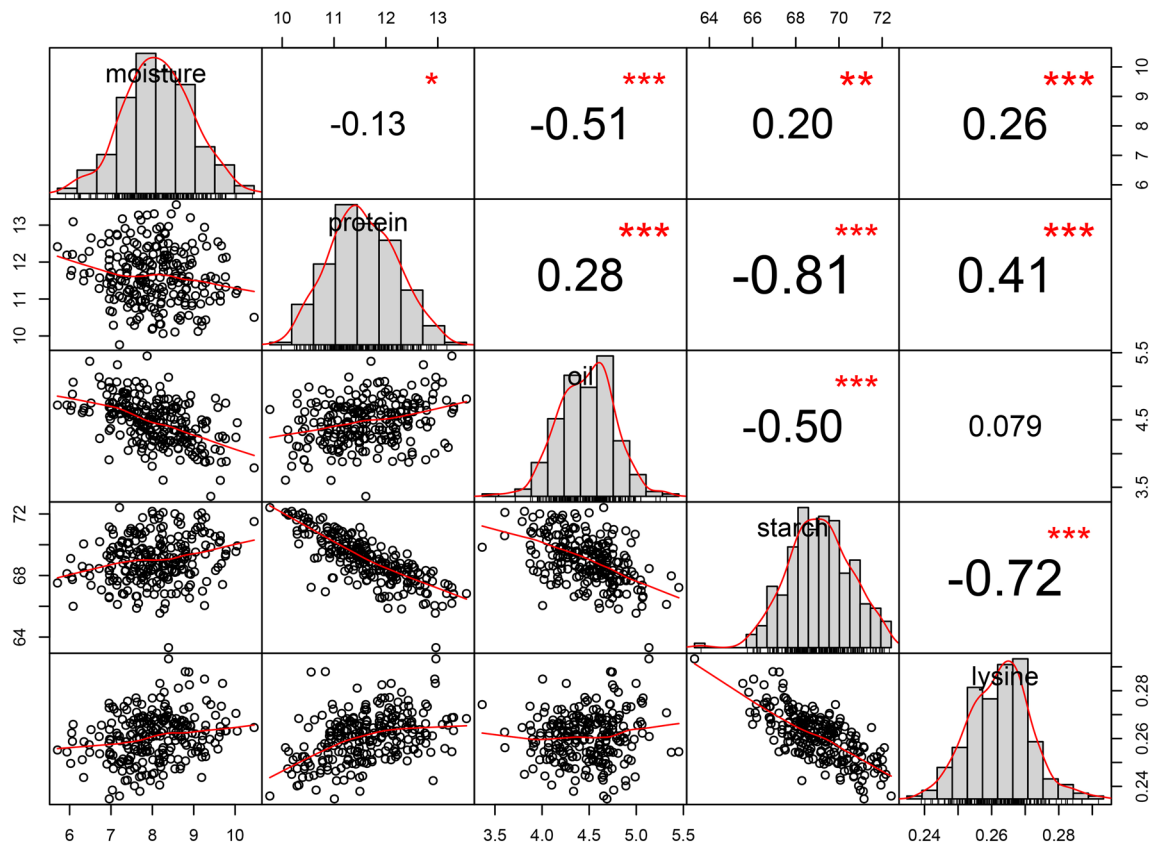 10 11 12 13 64 66 68 70 72
moisture * *** ** ***
-0.13 -0.51 0.20 0.26
6 7 8 9 10
protein *** *** ***
0.28 -0.81 0.41
10 11 12 13
oil ***
-0.50 0.079
3.5 4.5 5.5
starch ***
-0.72
64 68 72
lysine
0.24 0.26 0.28
6 7 8 9 10 3.5 4.0 4.5 5.0 5.5 0.24 0.26 0.28